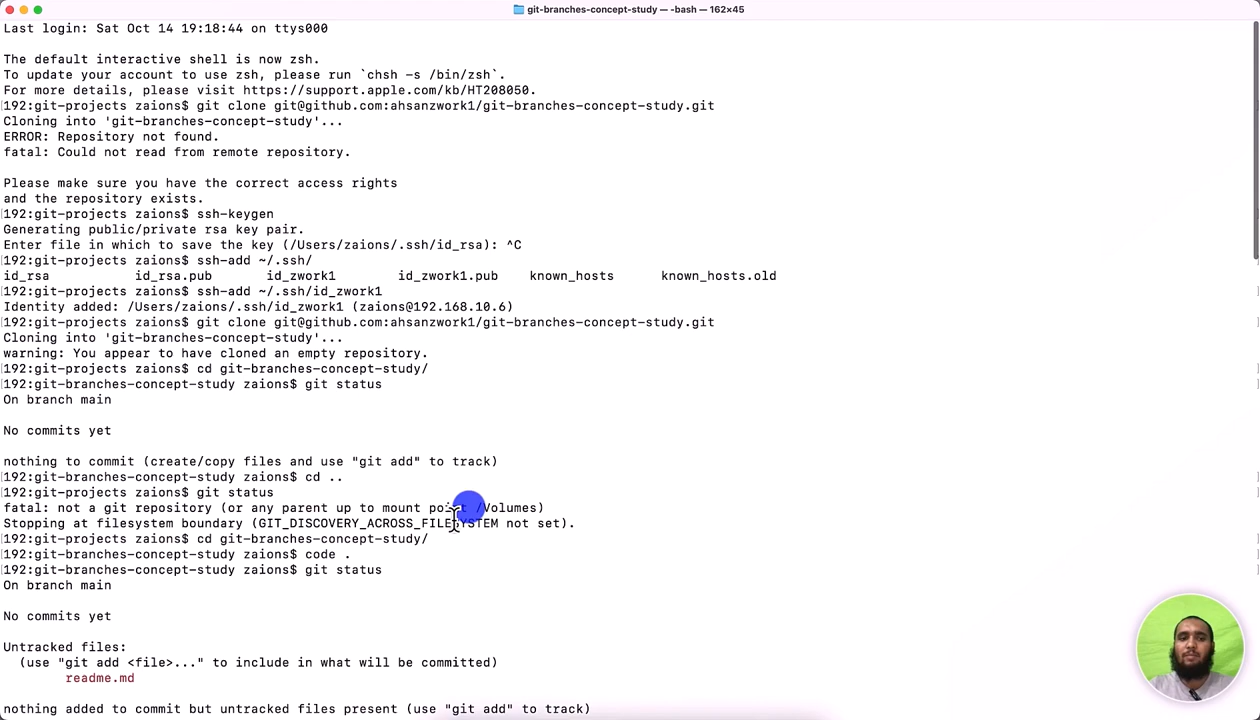 git-branches-concept-study — -bash — 162×45
Last login: Sat Oct 14 19:18:44 on ttys000
The default interactive shell is now zsh.
To update your account to use zsh, please run `chsh -s /bin/zsh`.
For more details, please visit https://support.apple.com/kb/HT208050.
[192:git-projects zaions$ git clone git@github.com:ahsanzwork1/git-branches-concept-study.git ]
Cloning into 'git-branches-concept-study'...
ERROR: Repository not found.
fatal: Could not read from remote repository.
Please make sure you have the correct access rights
and the repository exists.
[192:git-projects zaions$ ssh-keygen ]
Generating public/private rsa key pair.
Enter file in which to save the key (/Users/zaions/.ssh/id_rsa): ^C
[192:git-projects zaions$ ssh-add ~/.ssh/ ]
id_rsa id_rsa.pub id_zwork1 id_zwork1.pub known_hosts known_hosts.old
[192:git-projects zaions$ ssh-add ~/.ssh/id_zwork1 ]
Identity added: /Users/zaions/.ssh/id_zwork1 (zaions@192.168.10.6)
[192:git-projects zaions$ git clone git@github.com:ahsanzwork1/git-branches-concept-study.git ]
Cloning into 'git-branches-concept-study'...
warning: You appear to have cloned an empty repository.
[192:git-projects zaions$ cd git-branches-concept-study/ ]
[192:git-branches-concept-study zaions$ git status ]
On branch main
No commits yet
nothing to commit (create/copy files and use "git add" to track)
[192:git-branches-concept-study zaions$ cd .. ]
[192:git-projects zaions$ git status ]
fatal: not a git repository (or any parent up to mount point /Volumes)
Stopping at filesystem boundary (GIT_DISCOVERY_ACROSS_FILESYSTEM not set).
[192:git-projects zaions$ cd git-branches-concept-study/ ]
[192:git-branches-concept-study zaions$ code . ]
[192:git-branches-concept-study zaions$ git status ]
On branch main
No commits yet
Untracked files:
(use "git add <file>..." to include in what will be committed)
readme.md
nothing added to commit but untracked files present (use "git add" to track)